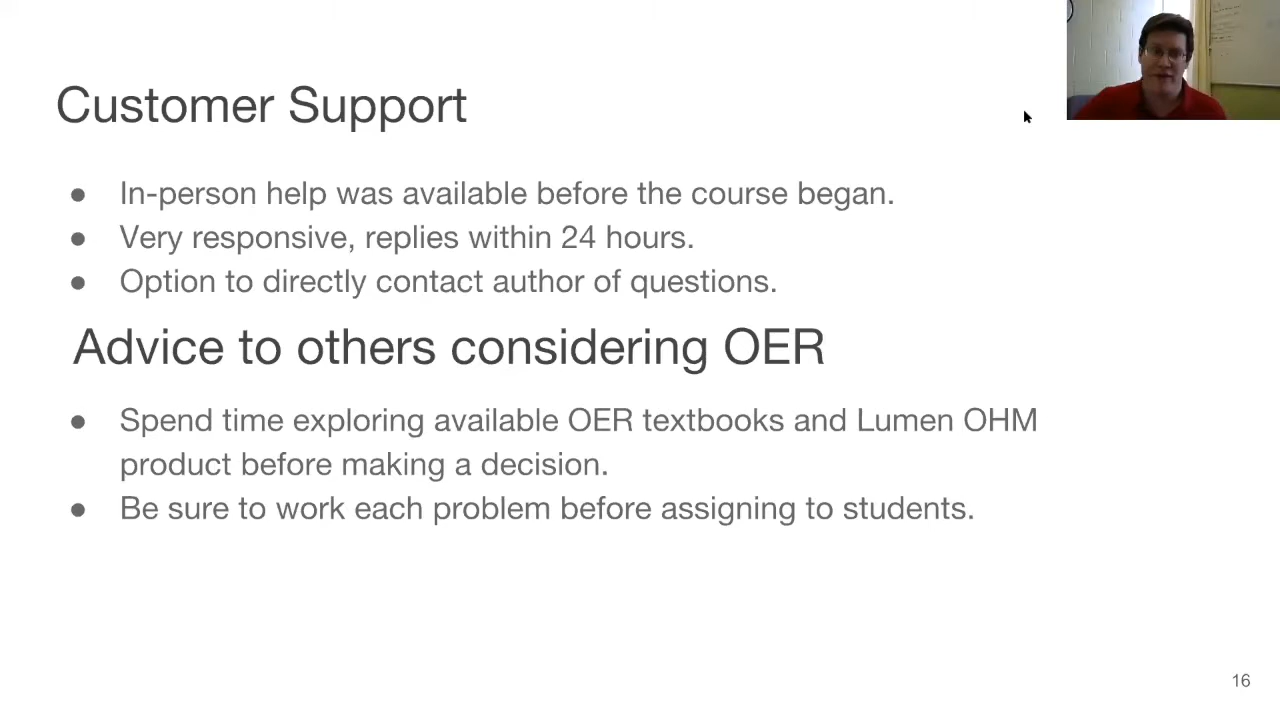 Customer Support
● In-person help was available before the course began.
● Very responsive, replies within 24 hours.
● Option to directly contact author of questions.
Advice to others considering OER
● Spend time exploring available OER textbooks and Lumen OHM
product before making a decision.
● Be sure to work each problem before assigning to students.
16